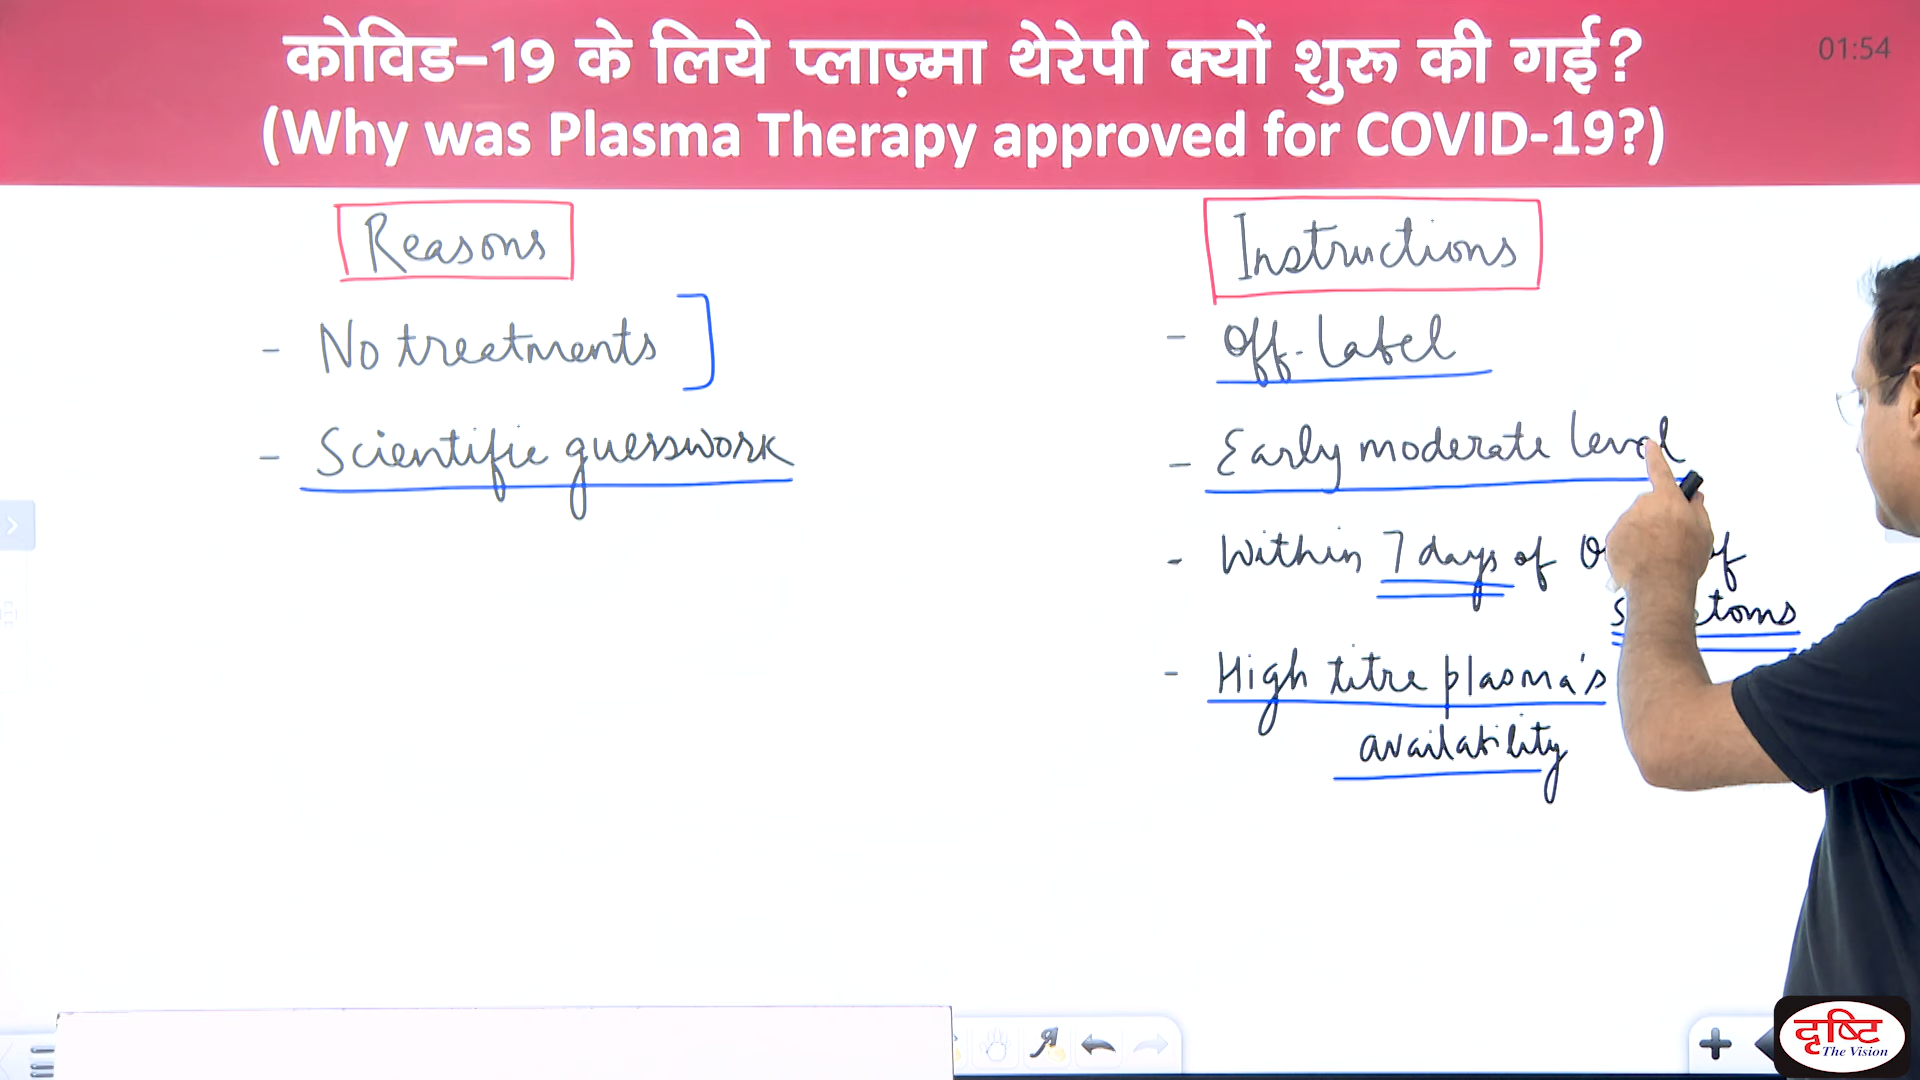 कोविड-19 के लिये प्लाज़्मा थेरेपी क्यों शुरू की गई?
01:54
(Why was Plasma Therapy approved for COVID-19?)
Reasons
- No treatments
- Scientific guesswork
Instructions
- Off-label
- Early moderate level
- Within 7 days of of
- High titre plasma's
availability
दृष्टि
The Vision